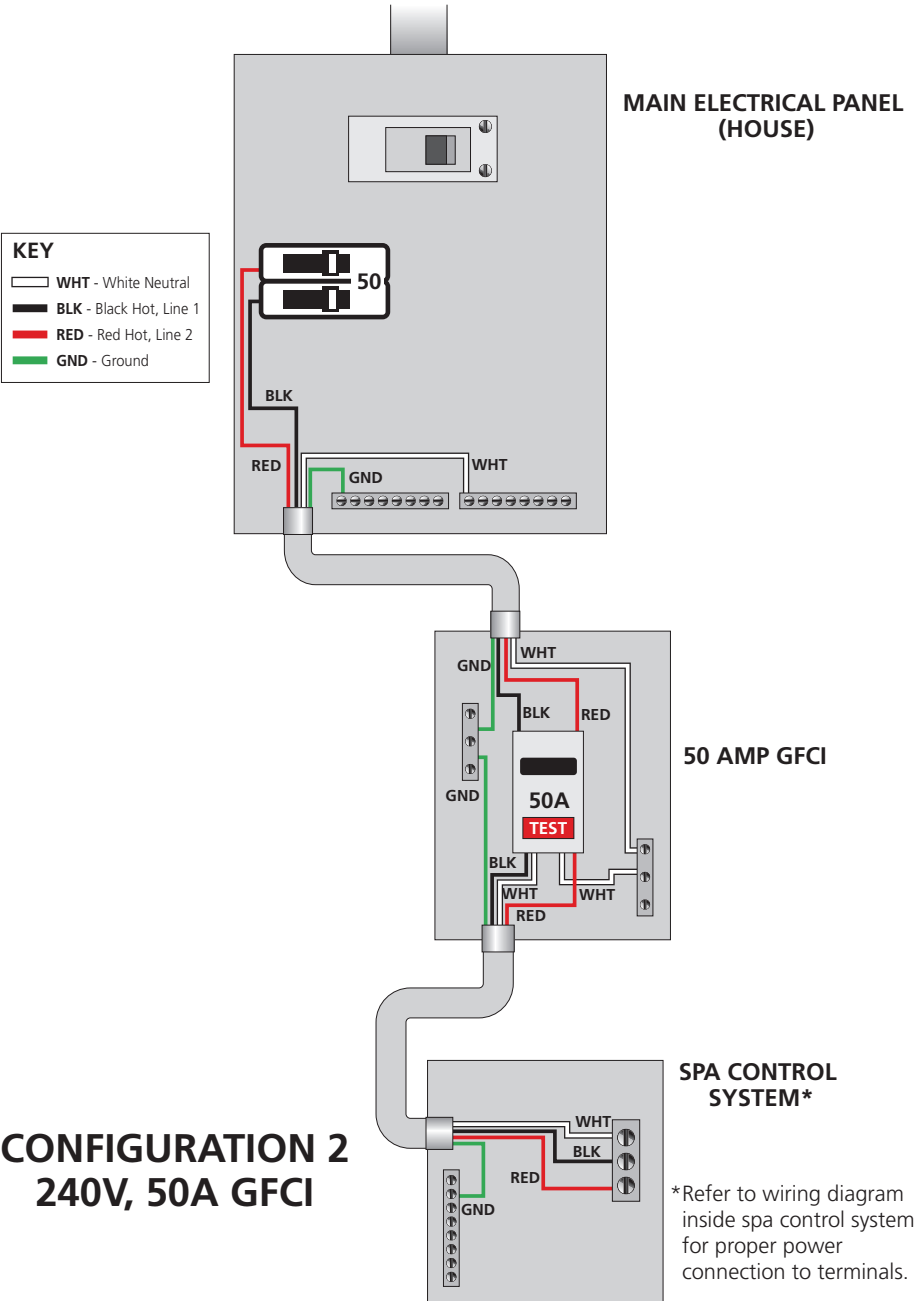 MAIN ELECTRICAL PANEL
(HOUSE)
KEY
WHT - White Neutral
BLK - Black Hot, Line 1
RED - Red Hot, Line 2
GND - Ground
50
BLK
RED
GND
WHT
WHT
GND
BLK
RED
50 AMP GFCI
50A
TEST
GND
BLK
WHT
WHT
RED
SPA CONTROL
SYSTEM*
WHT
BLK
RED
GND
CONFIGURATION 2
240V, 50A GFCI
*Refer to wiring diagram
inside spa control system
for proper power
connection to terminals.